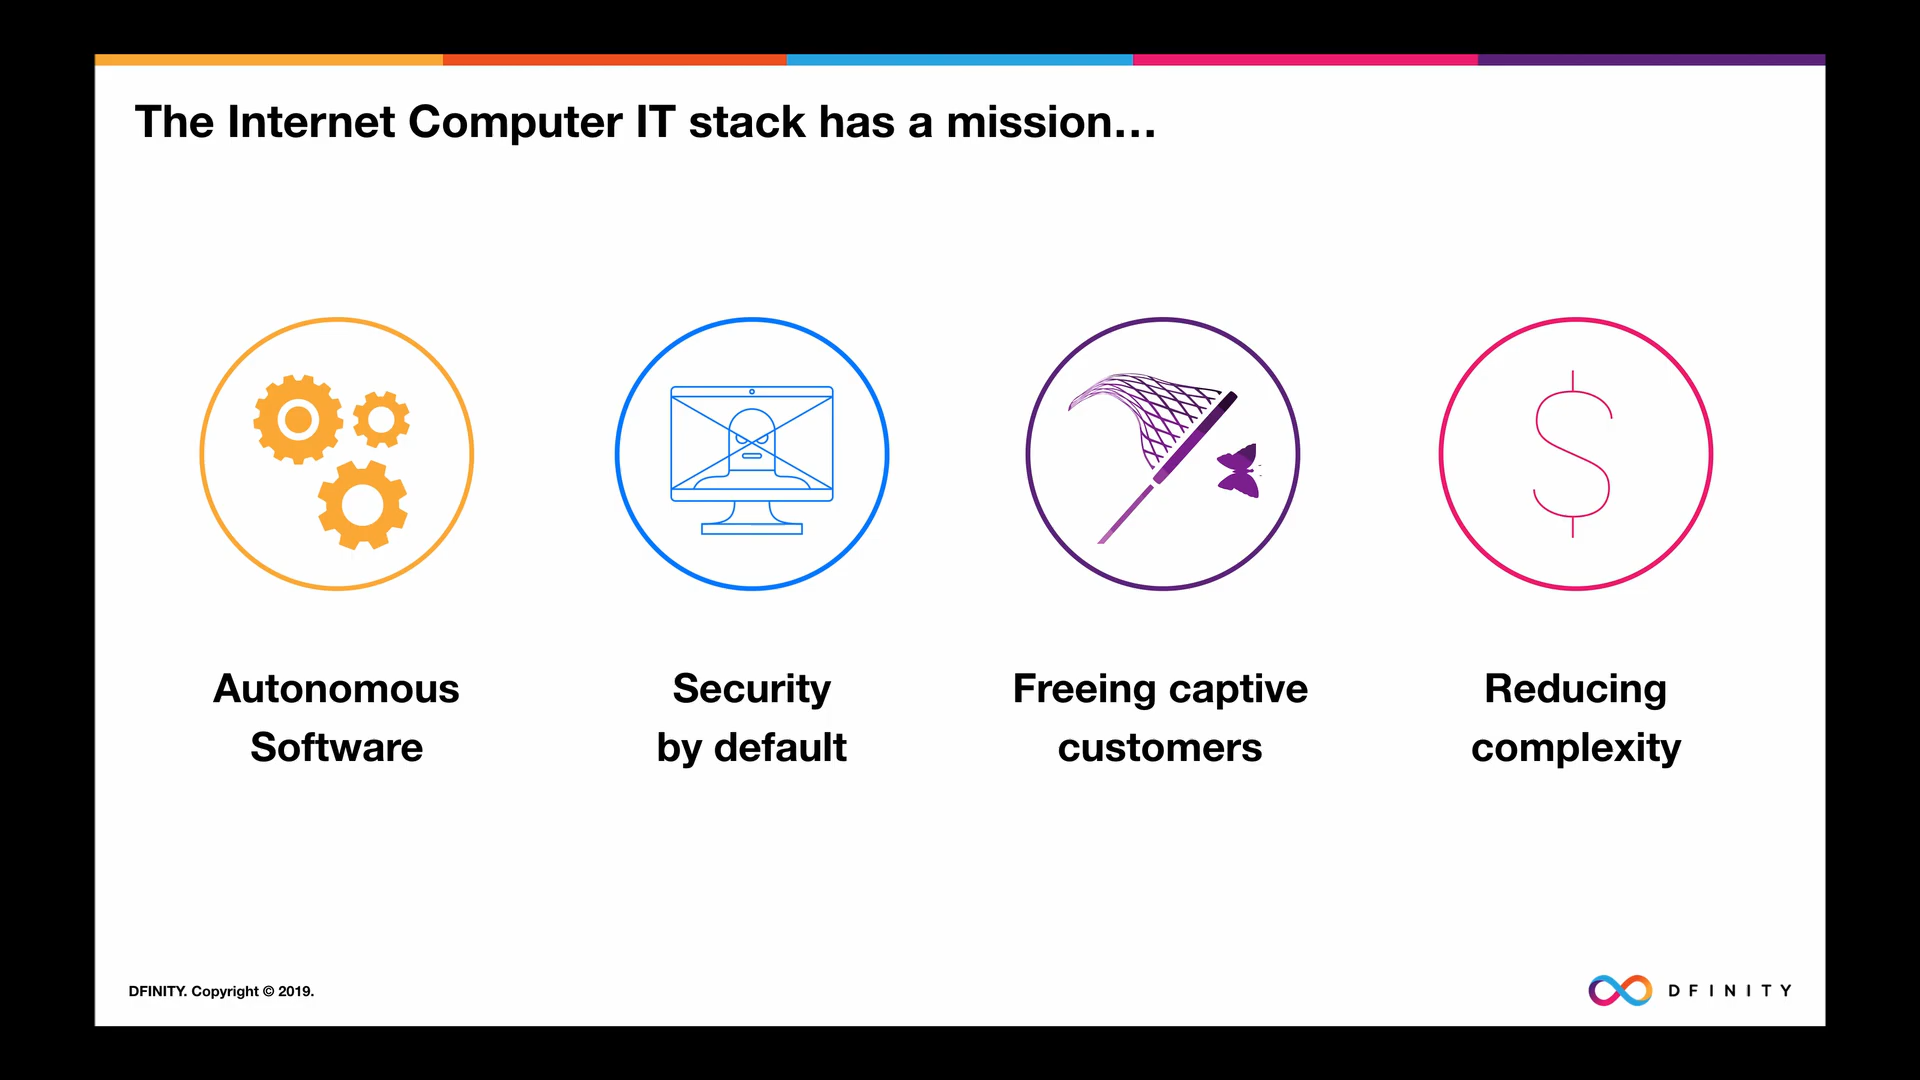 The Internet Computer IT stack has a mission…
Autonomous
Software
Security
by default
Freeing captive
customers
Reducing
complexity
$
DFINITY. Copyright © 2019.
DFINITY